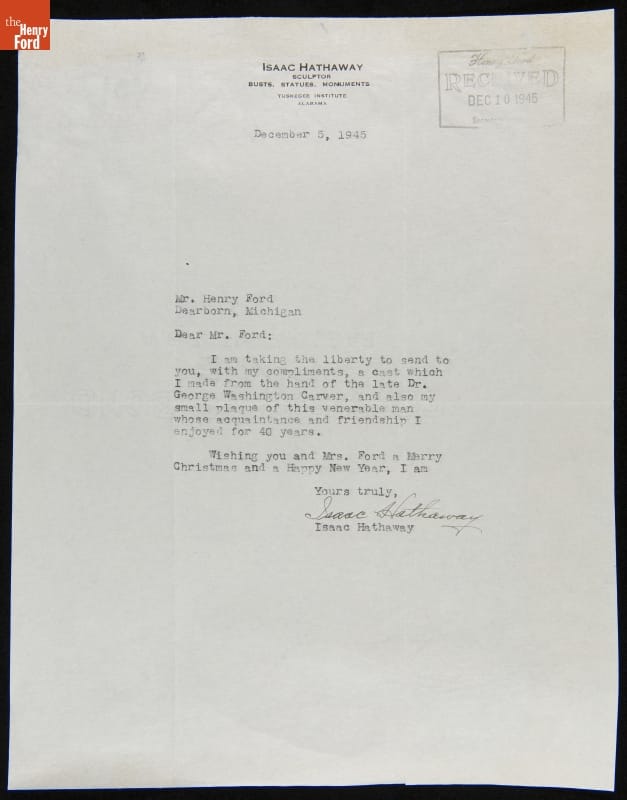 the
Henry
Ford
ISAAC HATHAWAY
SCULPTOR
BUSTS, STATUES, MONUMENTS
TUSKEGEE INSTITUTE
ALABAMA
Henry Ford
RECEIVED
DEC 10 1945
December 5, 1945
Mr. Henry Ford
Dearborn, Michigan
Dear Mr. Ford:
I am taking the liberty to send to
you, with my compliments, a cast which
I made from the hand of the late Dr.
George Washington Carver, and also my
small plaque of this venerable man
whose acquaintance and friendship I
enjoyed for 40 years.
Wishing you and Mrs. Ford a Merry
Christmas and a Happy New Year, I am
Yours truly,
Isaac Hathaway
Isaac Hathaway